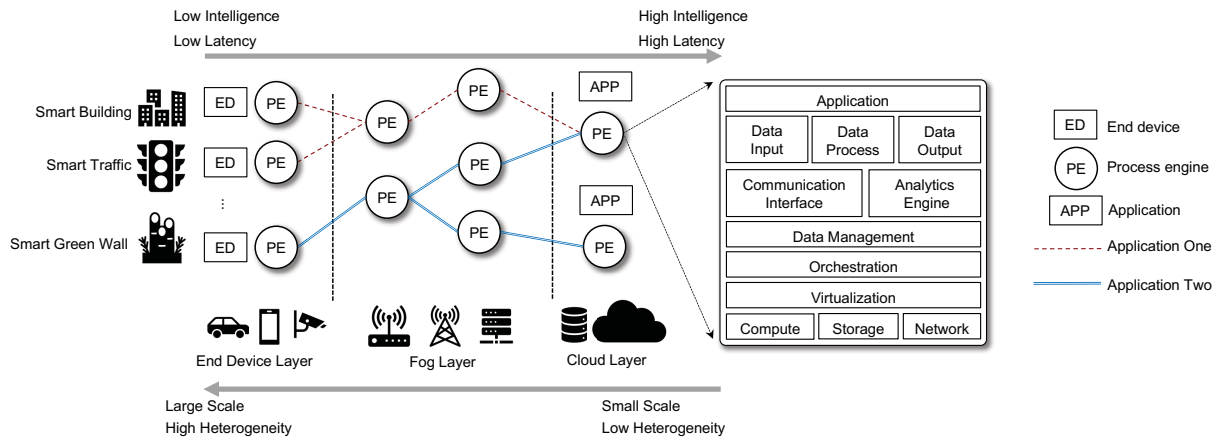 Low Intelligence
Low Latency
High Intelligence
High Latency
Smart Building
ED
PE
Smart Traffic
ED
PE
...
Smart Green Wall
ED
PE
PE
PE
PE
PE
PE
APP
PE
APP
PE
End Device Layer
Fog Layer
Cloud Layer
Large Scale
High Heterogeneity
Small Scale
Low Heterogeneity
Application
Data
Input
Data
Process
Data
Output
Communication
Interface
Analytics
Engine
Data Management
Orchestration
Virtualization
Compute
Storage
Network
ED
End device
PE
Process engine
APP
Application
Application One
Application Two